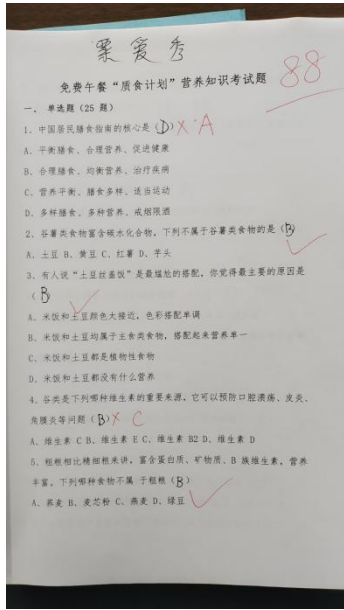 栗爱秀
88
免费午餐“质食计划”营养知识考试题
一、 单选题（25 题）
1、中国居民膳食指南的核心是（D）× A
A、平衡膳食、合理营养、促进健康
B、合理膳食、均衡营养、治疗疾病
C、营养平衡、膳食多样、适当运动
D、多样膳食、多种营养、戒烟限酒
2、谷薯类食物富含碳水化合物，下列不属于谷薯类食物的是（B）
A、土豆 B、黄豆 C、红薯 D、芋头
3、有人说“土豆丝盖饭”是最尴尬的搭配，你觉得最主要的原因是
（B）
A、米饭和土豆颜色大接近，色彩搭配单调
B、米饭和土豆均属于主食类食物，搭配起来营养单一
C、米饭和土豆都是植物性食物
D、米饭和土豆都没有什么营养
4、谷类是下列哪种维生素的重要来源，它可以预防口腔溃疡、皮炎、
角膜炎等问题（B）× C
A、维生素 C B、维生素 E C、维生素 B2 D、维生素 D
5、粗粮相比精细粮来讲，富含蛋白质、矿物质、B 族维生素，营养
丰富，下列哪种食物不属 于粗粮（B）
A、荞麦 B、麦芯粉 C、燕麦 D、绿豆